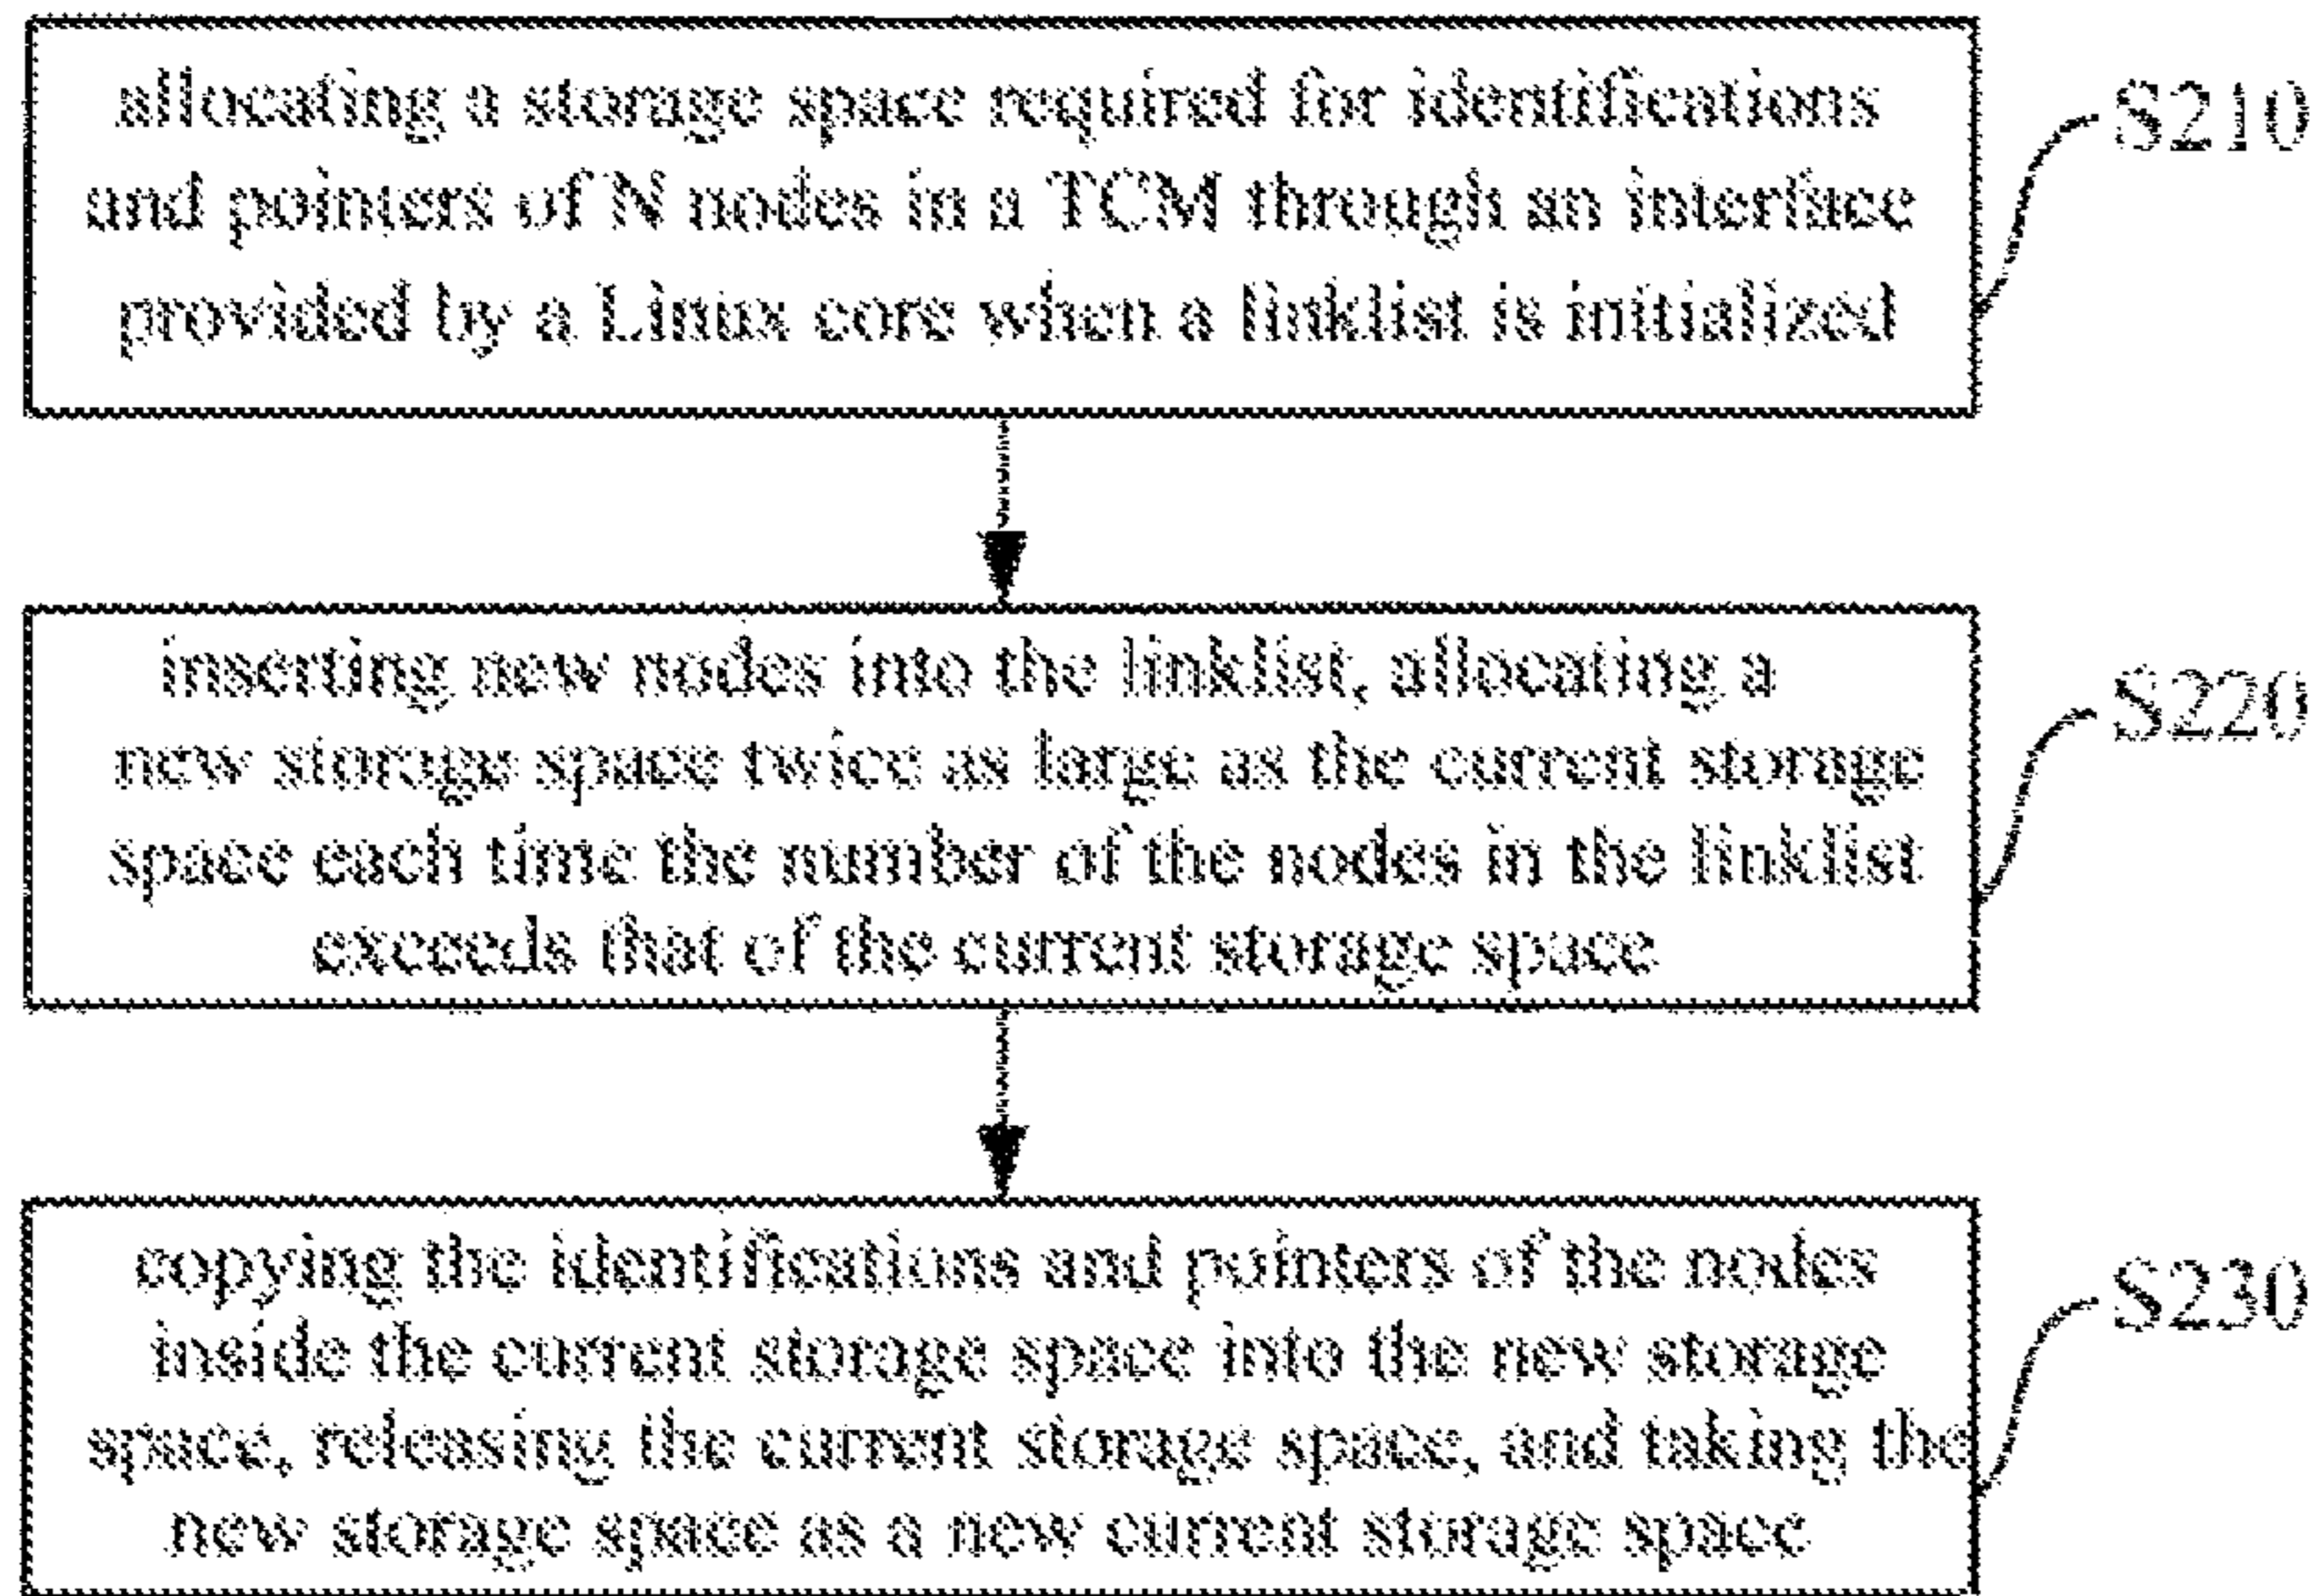 allocating a storage space required for identifications
and pointers of N nodes in a TCM through an interface
provided by a Linux core when a linklist is initialized
S210
inserting new nodes into the linklist, allocating a
new storage space twice as large as the current storage
space each time the number of the nodes in the linklist
exceeds that of the current storage space
S220
copying the identifications and pointers of the nodes
inside the current storage space into the new storage
space, releasing the current storage space, and taking the
new storage space as a new current storage space
S230